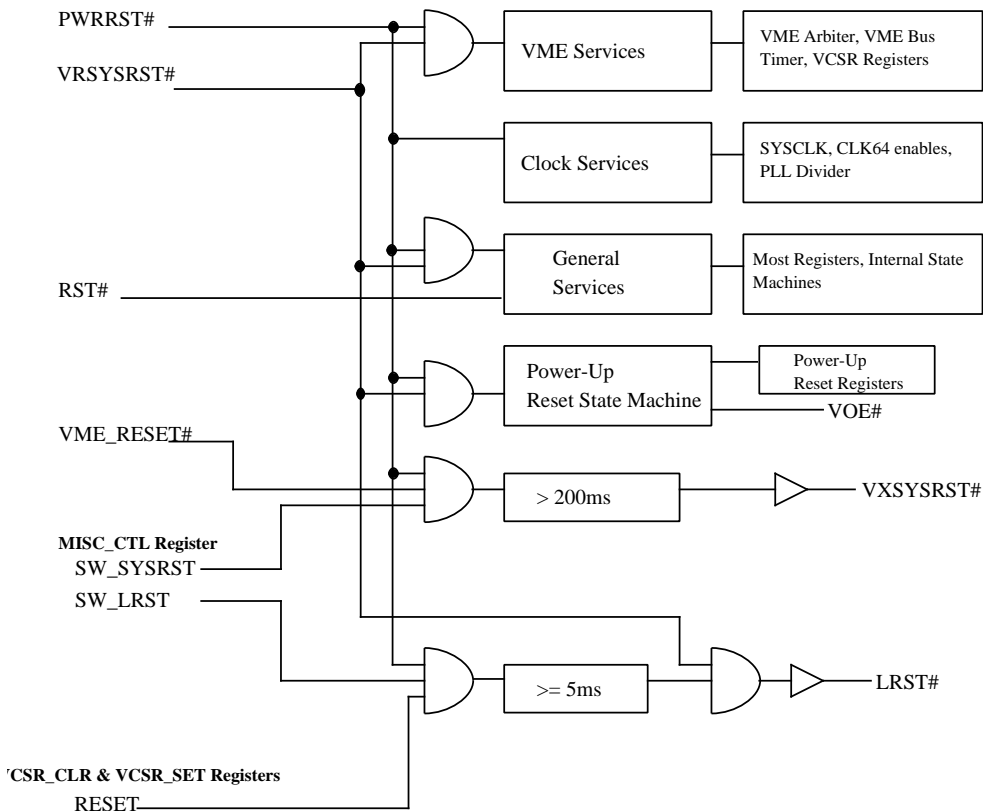 PWRRST#
VRSYSRST#
VME Services
VME Arbiter, VME Bus
Timer, VCSR Registers
Clock Services
SYSCLK, CLK64 enables,
PLL Divider
General
Services
Most Registers, Internal State
Machines
RST#
Power-Up
Reset State Machine
Power-Up
Reset Registers
VOE#
VME_RESET#
> 200ms
VXSYSRST#
MISC_CTL Register
SW_SYSRST
SW_LRST
>= 5ms
LRST#
VCSR_CLR & VCSR_SET Registers
RESET